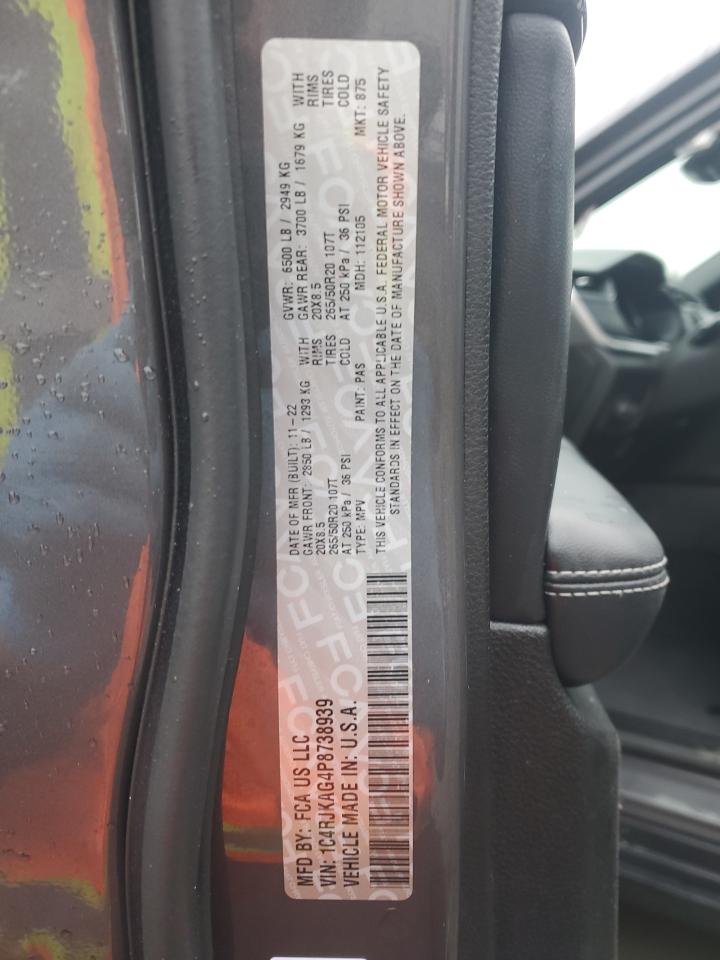 MFD BY: FCA US LLC
VIN: 1C4RJKAG4P8738939
VEHICLE MADE IN: U.S.A.
DATE OF MFR (BUILT): 11-22
GAWR FRONT: 2850 LB / 1293 KG WITH
20X8.5 RIMS
265/50R20 107T TIRES
AT 250 kPa / 36 PSI COLD
TYPE: MPV PAINT: PAS
GVWR: 6500 LB / 2949 KG
GAWR REAR: 3700 LB / 1679 KG WITH
20X8.5 RIMS
265/50R20 107T TIRES
AT 250 kPa / 36 PSI COLD
MDH: 112105 MKT: 875
THIS VEHICLE CONFORMS TO ALL APPLICABLE U.S.A. FEDERAL MOTOR VEHICLE SAFETY
STANDARDS IN EFFECT ON THE DATE OF MANUFACTURE SHOWN ABOVE.